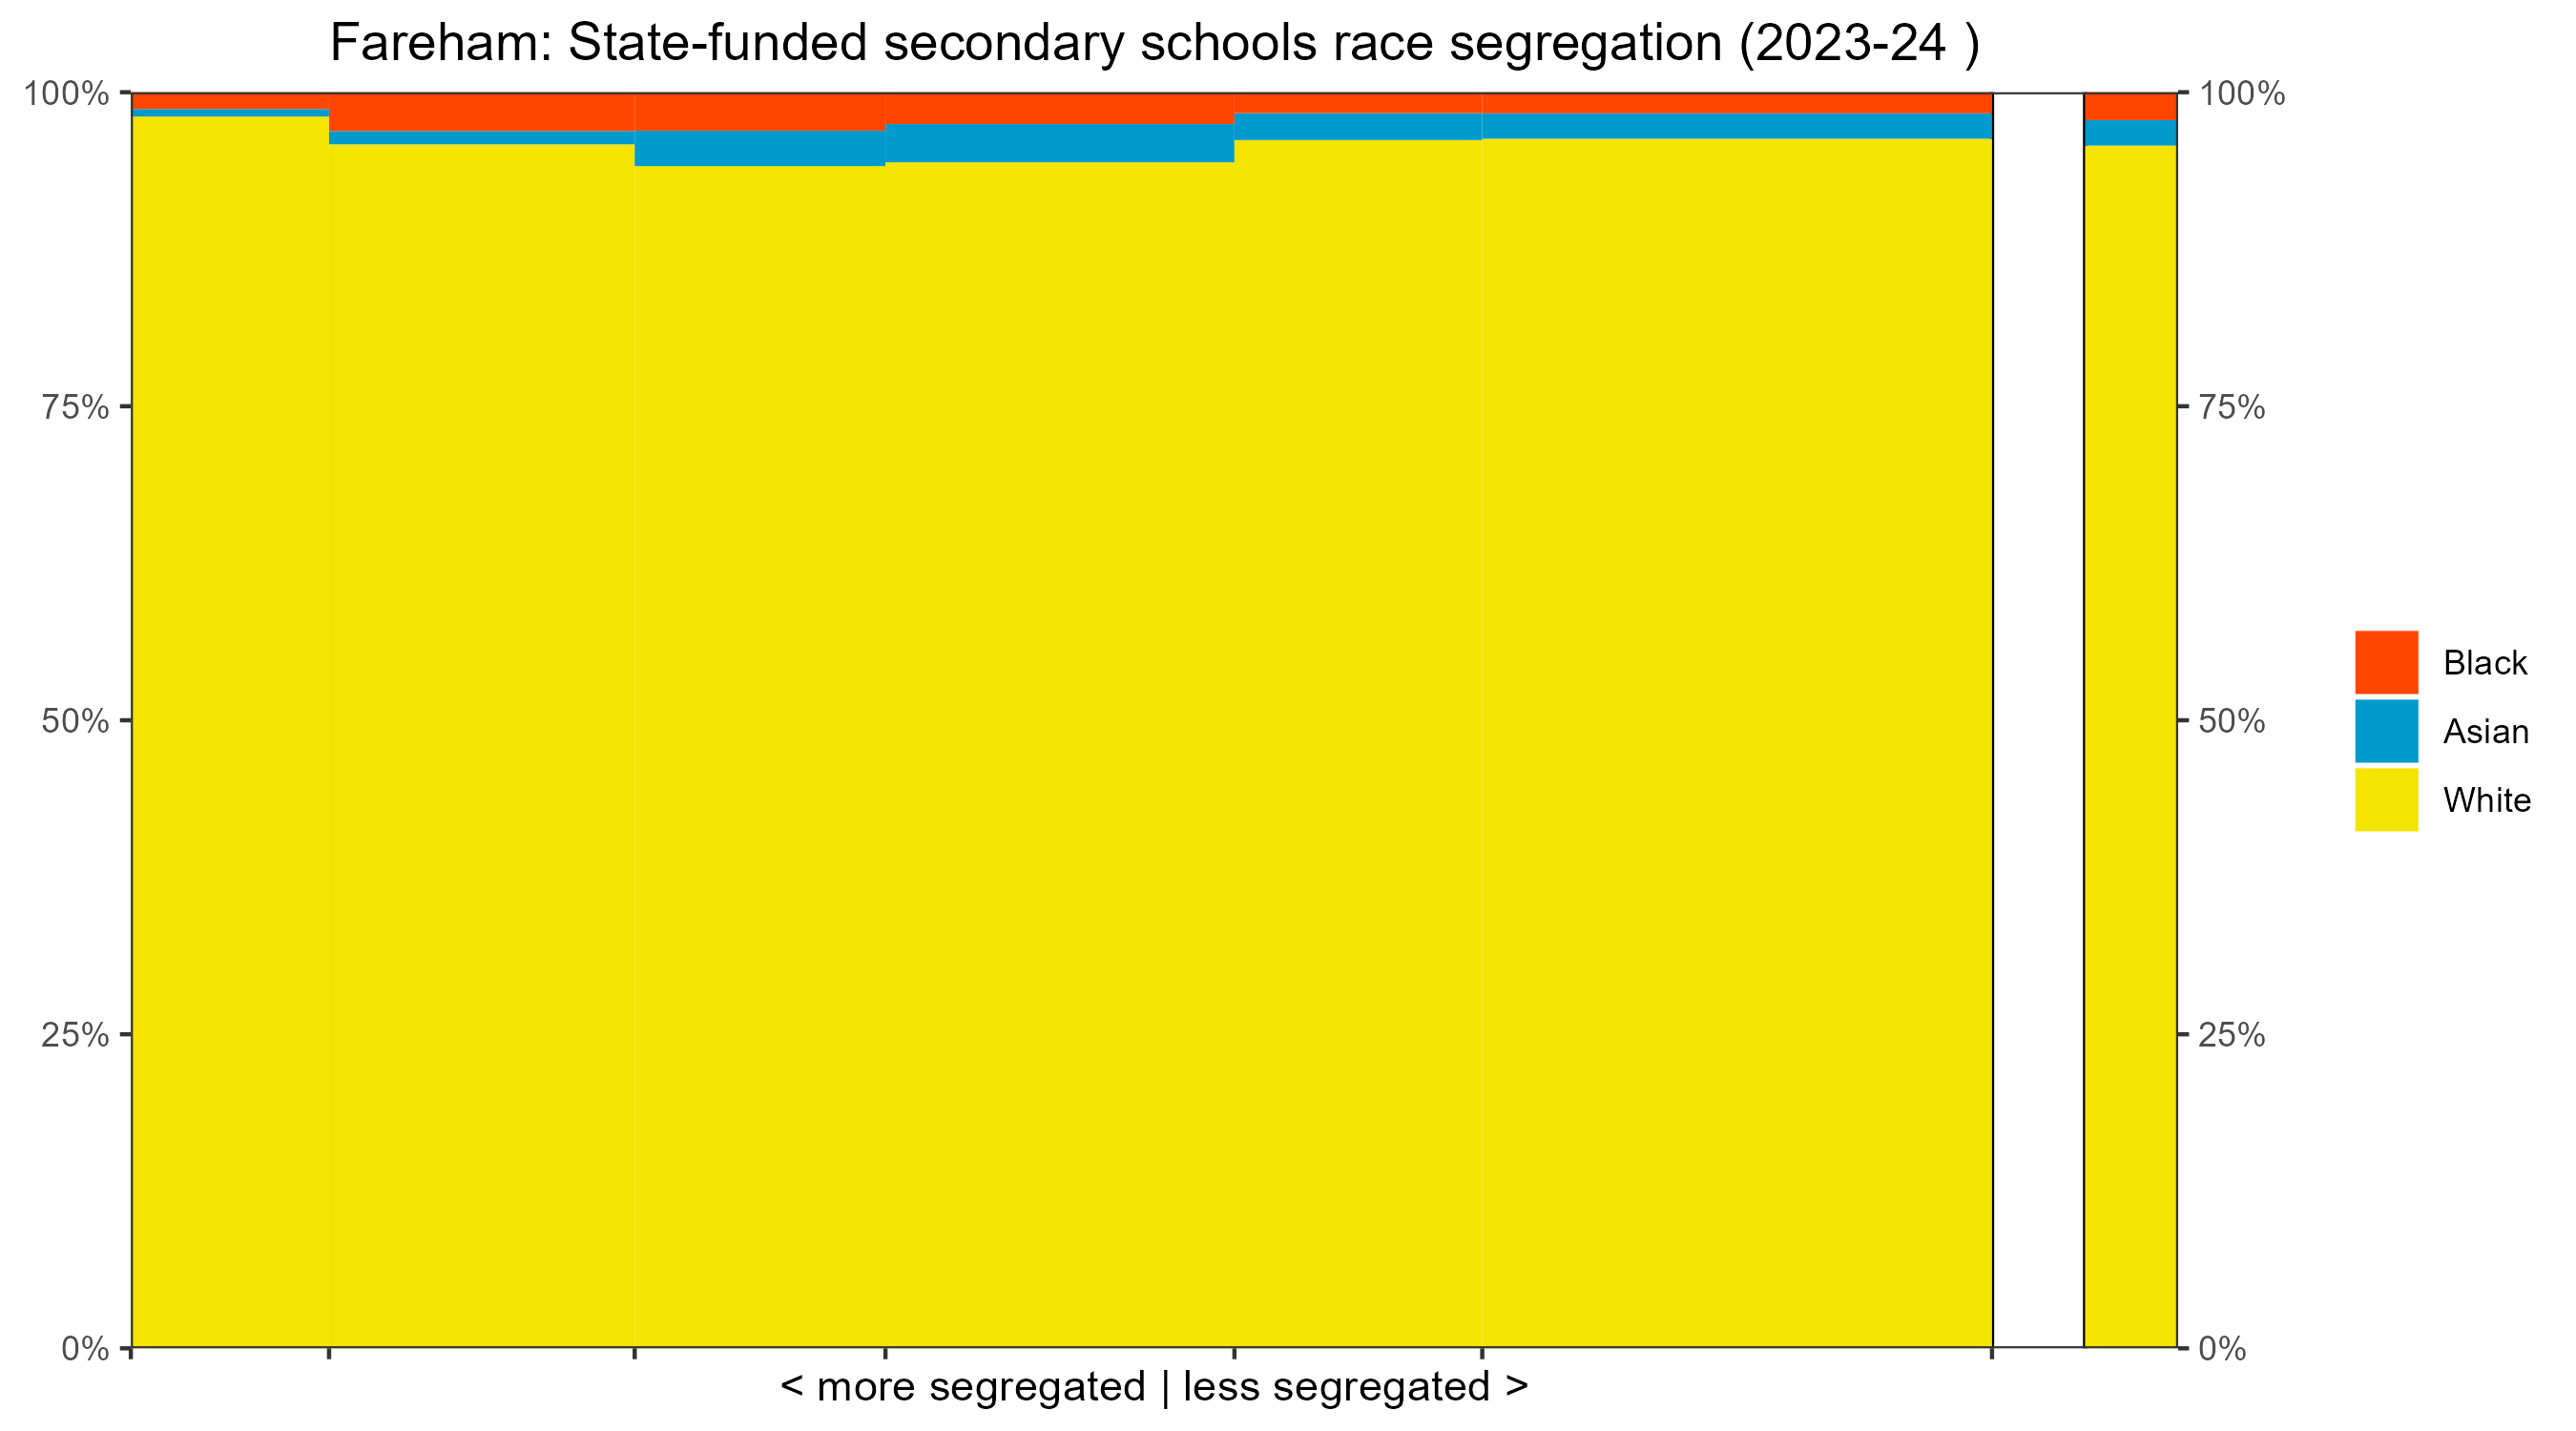 Fareham: State-funded secondary schools race segregation (2023-24 )
100%
75%
50%
25%
0%
100%
75%
50%
25%
0%
Black
Asian
White
< more segregated | less segregated >